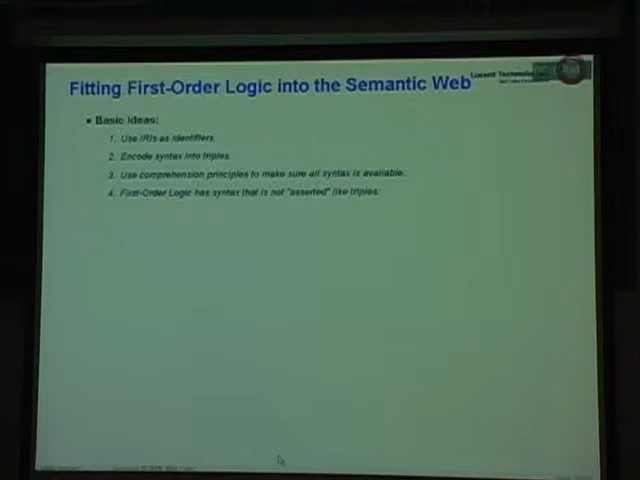 Fitting First-Order Logic into the Semantic Web
Lucent Technologies
Basic Ideas:
1. Use IRIs as identifiers.
2. Encode syntax into triples.
3. Use comprehension principles to make sure all syntax is available.
4. First-Order Logic has syntax that is not "asserted" like triples: